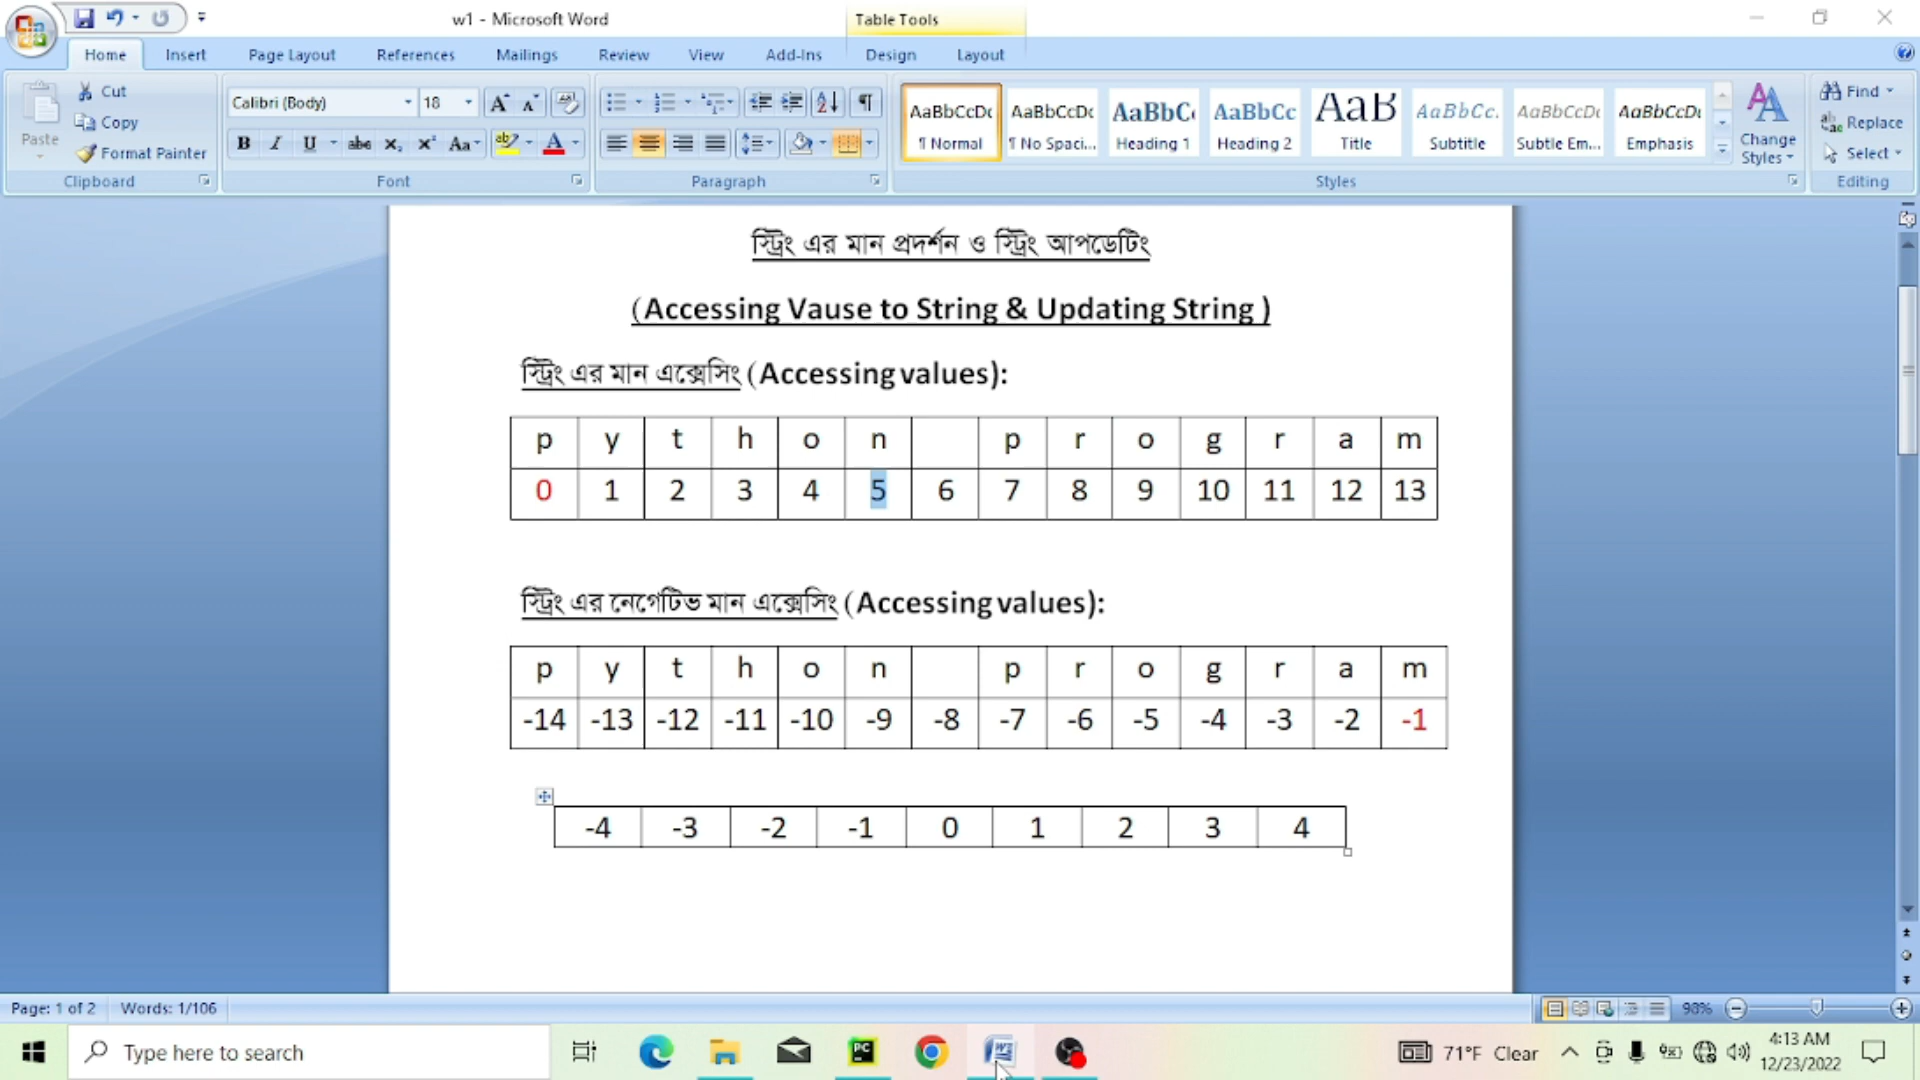 w1 - Microsoft Word
Table Tools
Home Insert Page Layout References Mailings Review View Add-Ins Design Layout
Paste
Cut
Copy
Format Painter
Clipboard
Calibri (Body) 18
Font
Paragraph
AaBbCcDc ¶ Normal
AaBbCcDc ¶ No Spaci...
AaBbC Heading 1
AaBbCc Heading 2
AaB Title
AaBbCc. Subtitle
AaBbCcDc Subtle Em...
AaBbCcDc Emphasis
Change Styles
Styles
Find
Replace
Select
Editing
স্ট্রিং এর মান প্রদর্শন ও স্ট্রিং আপডেটিং
(Accessing Vause to String & Updating String )
স্ট্রিং এর মান এক্সেসিং (Accessing values):
p y t h o n p r o g r a m
0 1 2 3 4 5 6 7 8 9 10 11 12 13
স্ট্রিং এর নেগেটিভ মান এক্সেসিং (Accessing values):
p y t h o n p r o g r a m
-14 -13 -12 -11 -10 -9 -8 -7 -6 -5 -4 -3 -2 -1
-4 -3 -2 -1 0 1 2 3 4
Page: 1 of 2 Words: 1/106 98%
Type here to search
71°F Clear
4:13 AM
12/23/2022